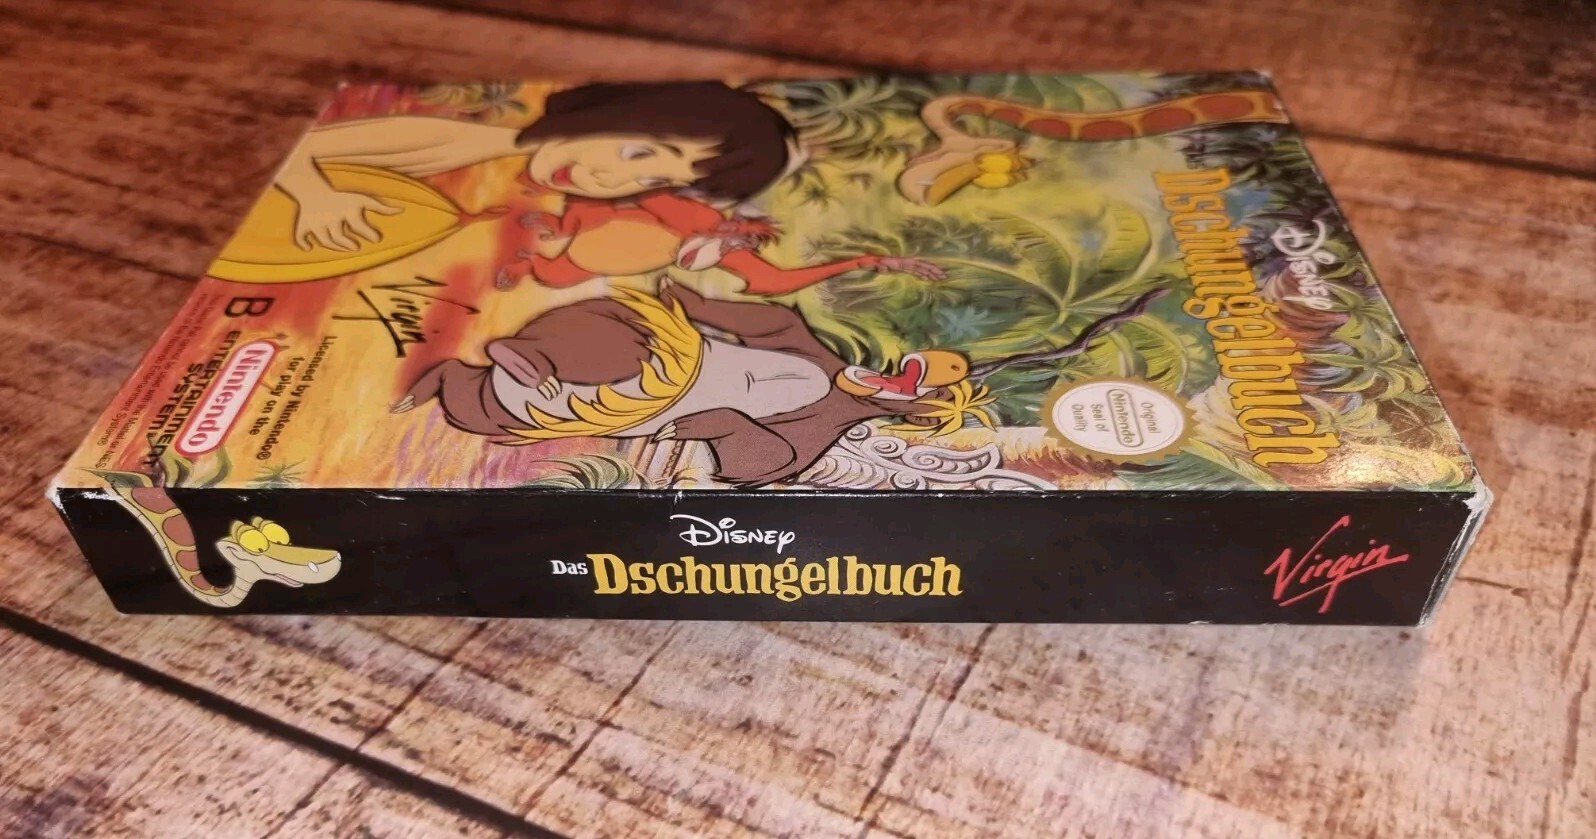 Disney
Das Dschungelbuch
Virgin
Disney
Dschungelbuch
Original
Nintendo
Seal of
Quality
Virgin
Licensed by Nintendo®
for play on the
Nintendo
ENTERTAINMENT
SYSTEM
B